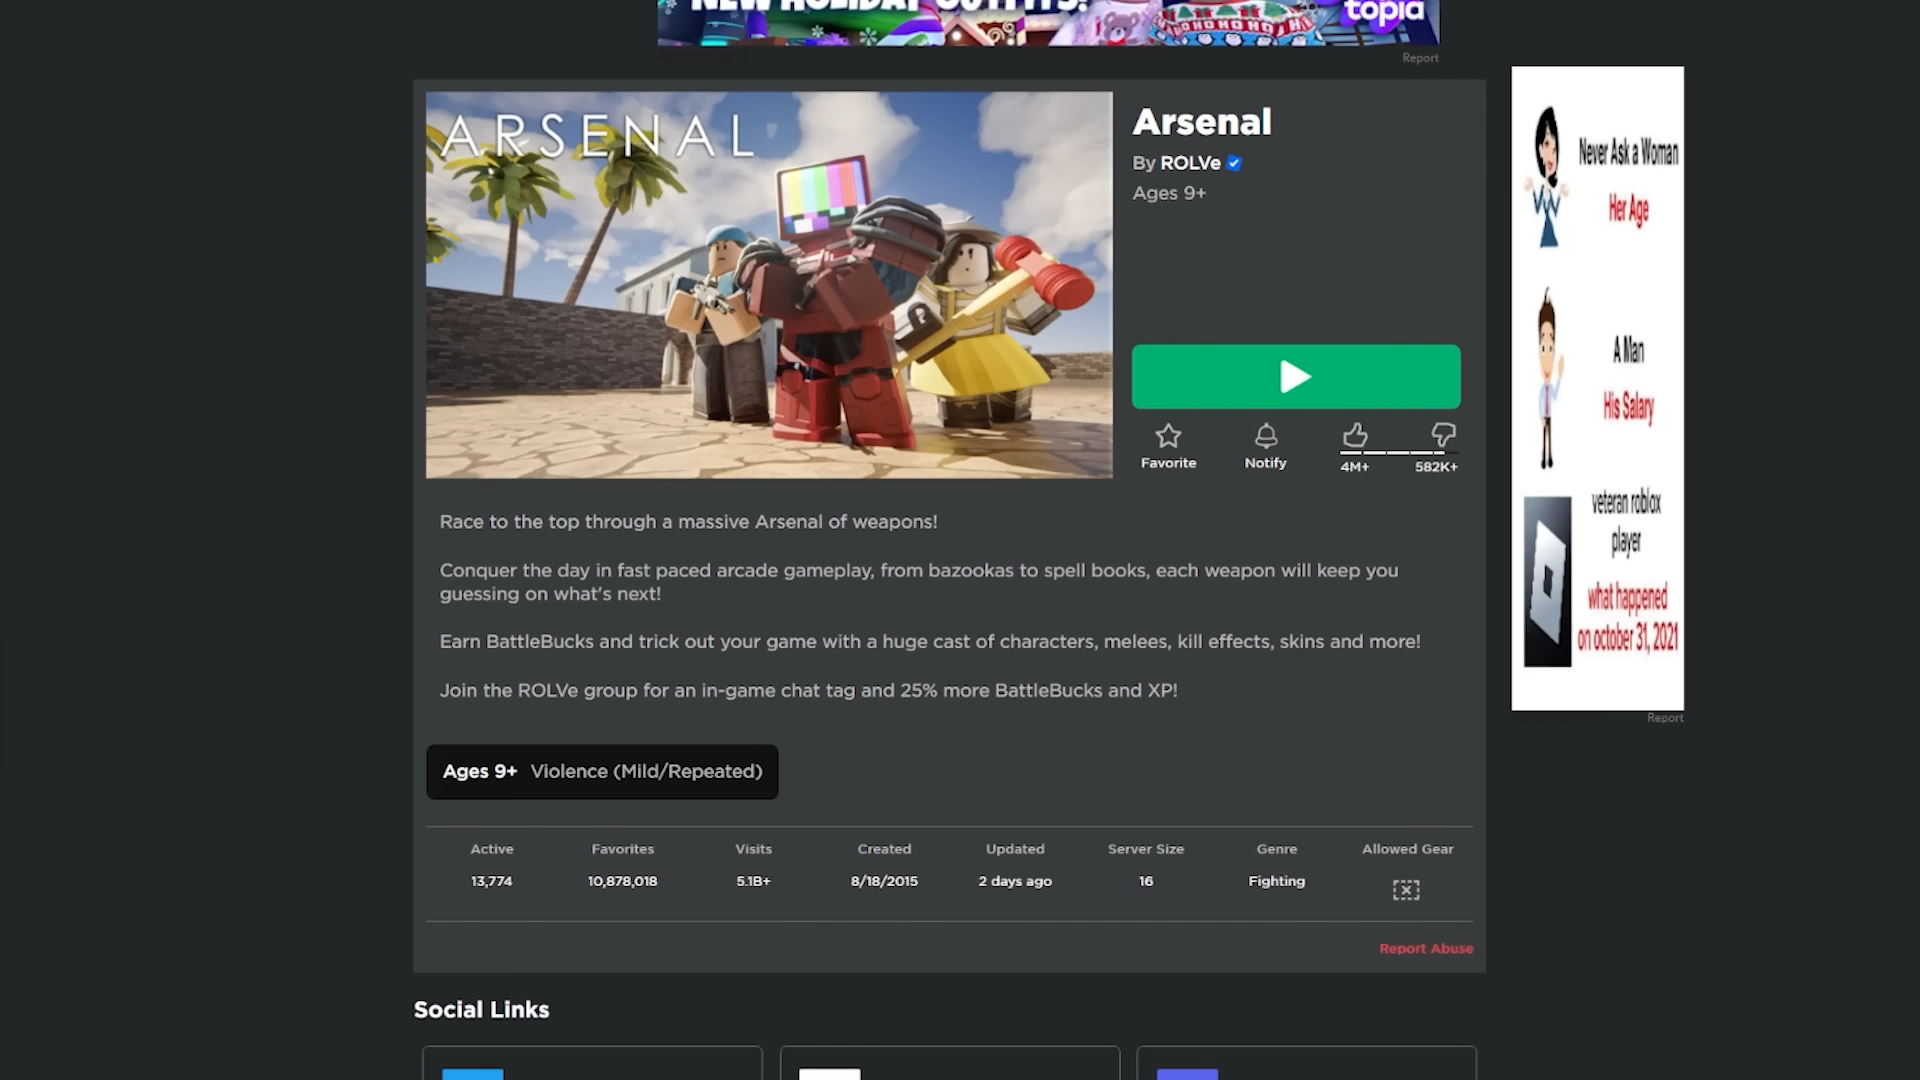 NEW HOLIDAY OUTFITS!
topia
Report
ARSENAL
Arsenal
By ROLVe
Ages 9+
Favorite
Notify
4M+
582K+
Race to the top through a massive Arsenal of weapons!
Conquer the day in fast paced arcade gameplay, from bazookas to spell books, each weapon will keep you
guessing on what's next!
Earn BattleBucks and trick out your game with a huge cast of characters, melees, kill effects, skins and more!
Join the ROLVe group for an in-game chat tag and 25% more BattleBucks and XP!
Ages 9+ Violence (Mild/Repeated)
Active Favorites Visits Created Updated Server Size Genre Allowed Gear
13,774 10,878,018 5.1B+ 8/18/2015 2 days ago 16 Fighting
Report Abuse
Social Links
Never Ask a Woman
Her Age
A Man
His Salary
veteran roblox
player
what happened
on october 31, 2021
Report